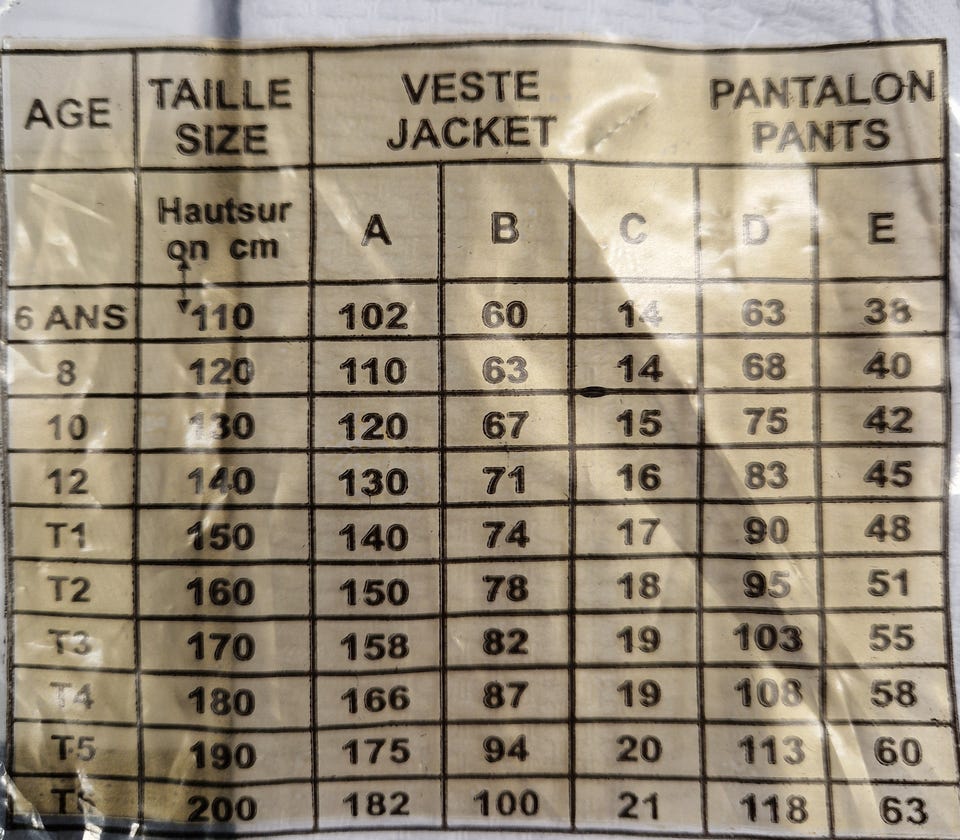 AGE TAILLE SIZE VESTE JACKET PANTALON PANTS
Hautsur on cm A B C D E
6 ANS 110 102 60 14 63 38
8 120 110 63 14 68 40
10 130 120 67 15 75 42
12 140 130 71 16 83 45
T1 150 140 74 17 90 48
T2 160 150 78 18 95 51
T3 170 158 82 19 103 55
T4 180 166 87 19 108 58
T5 190 175 94 20 113 60
200 182 100 21 118 63